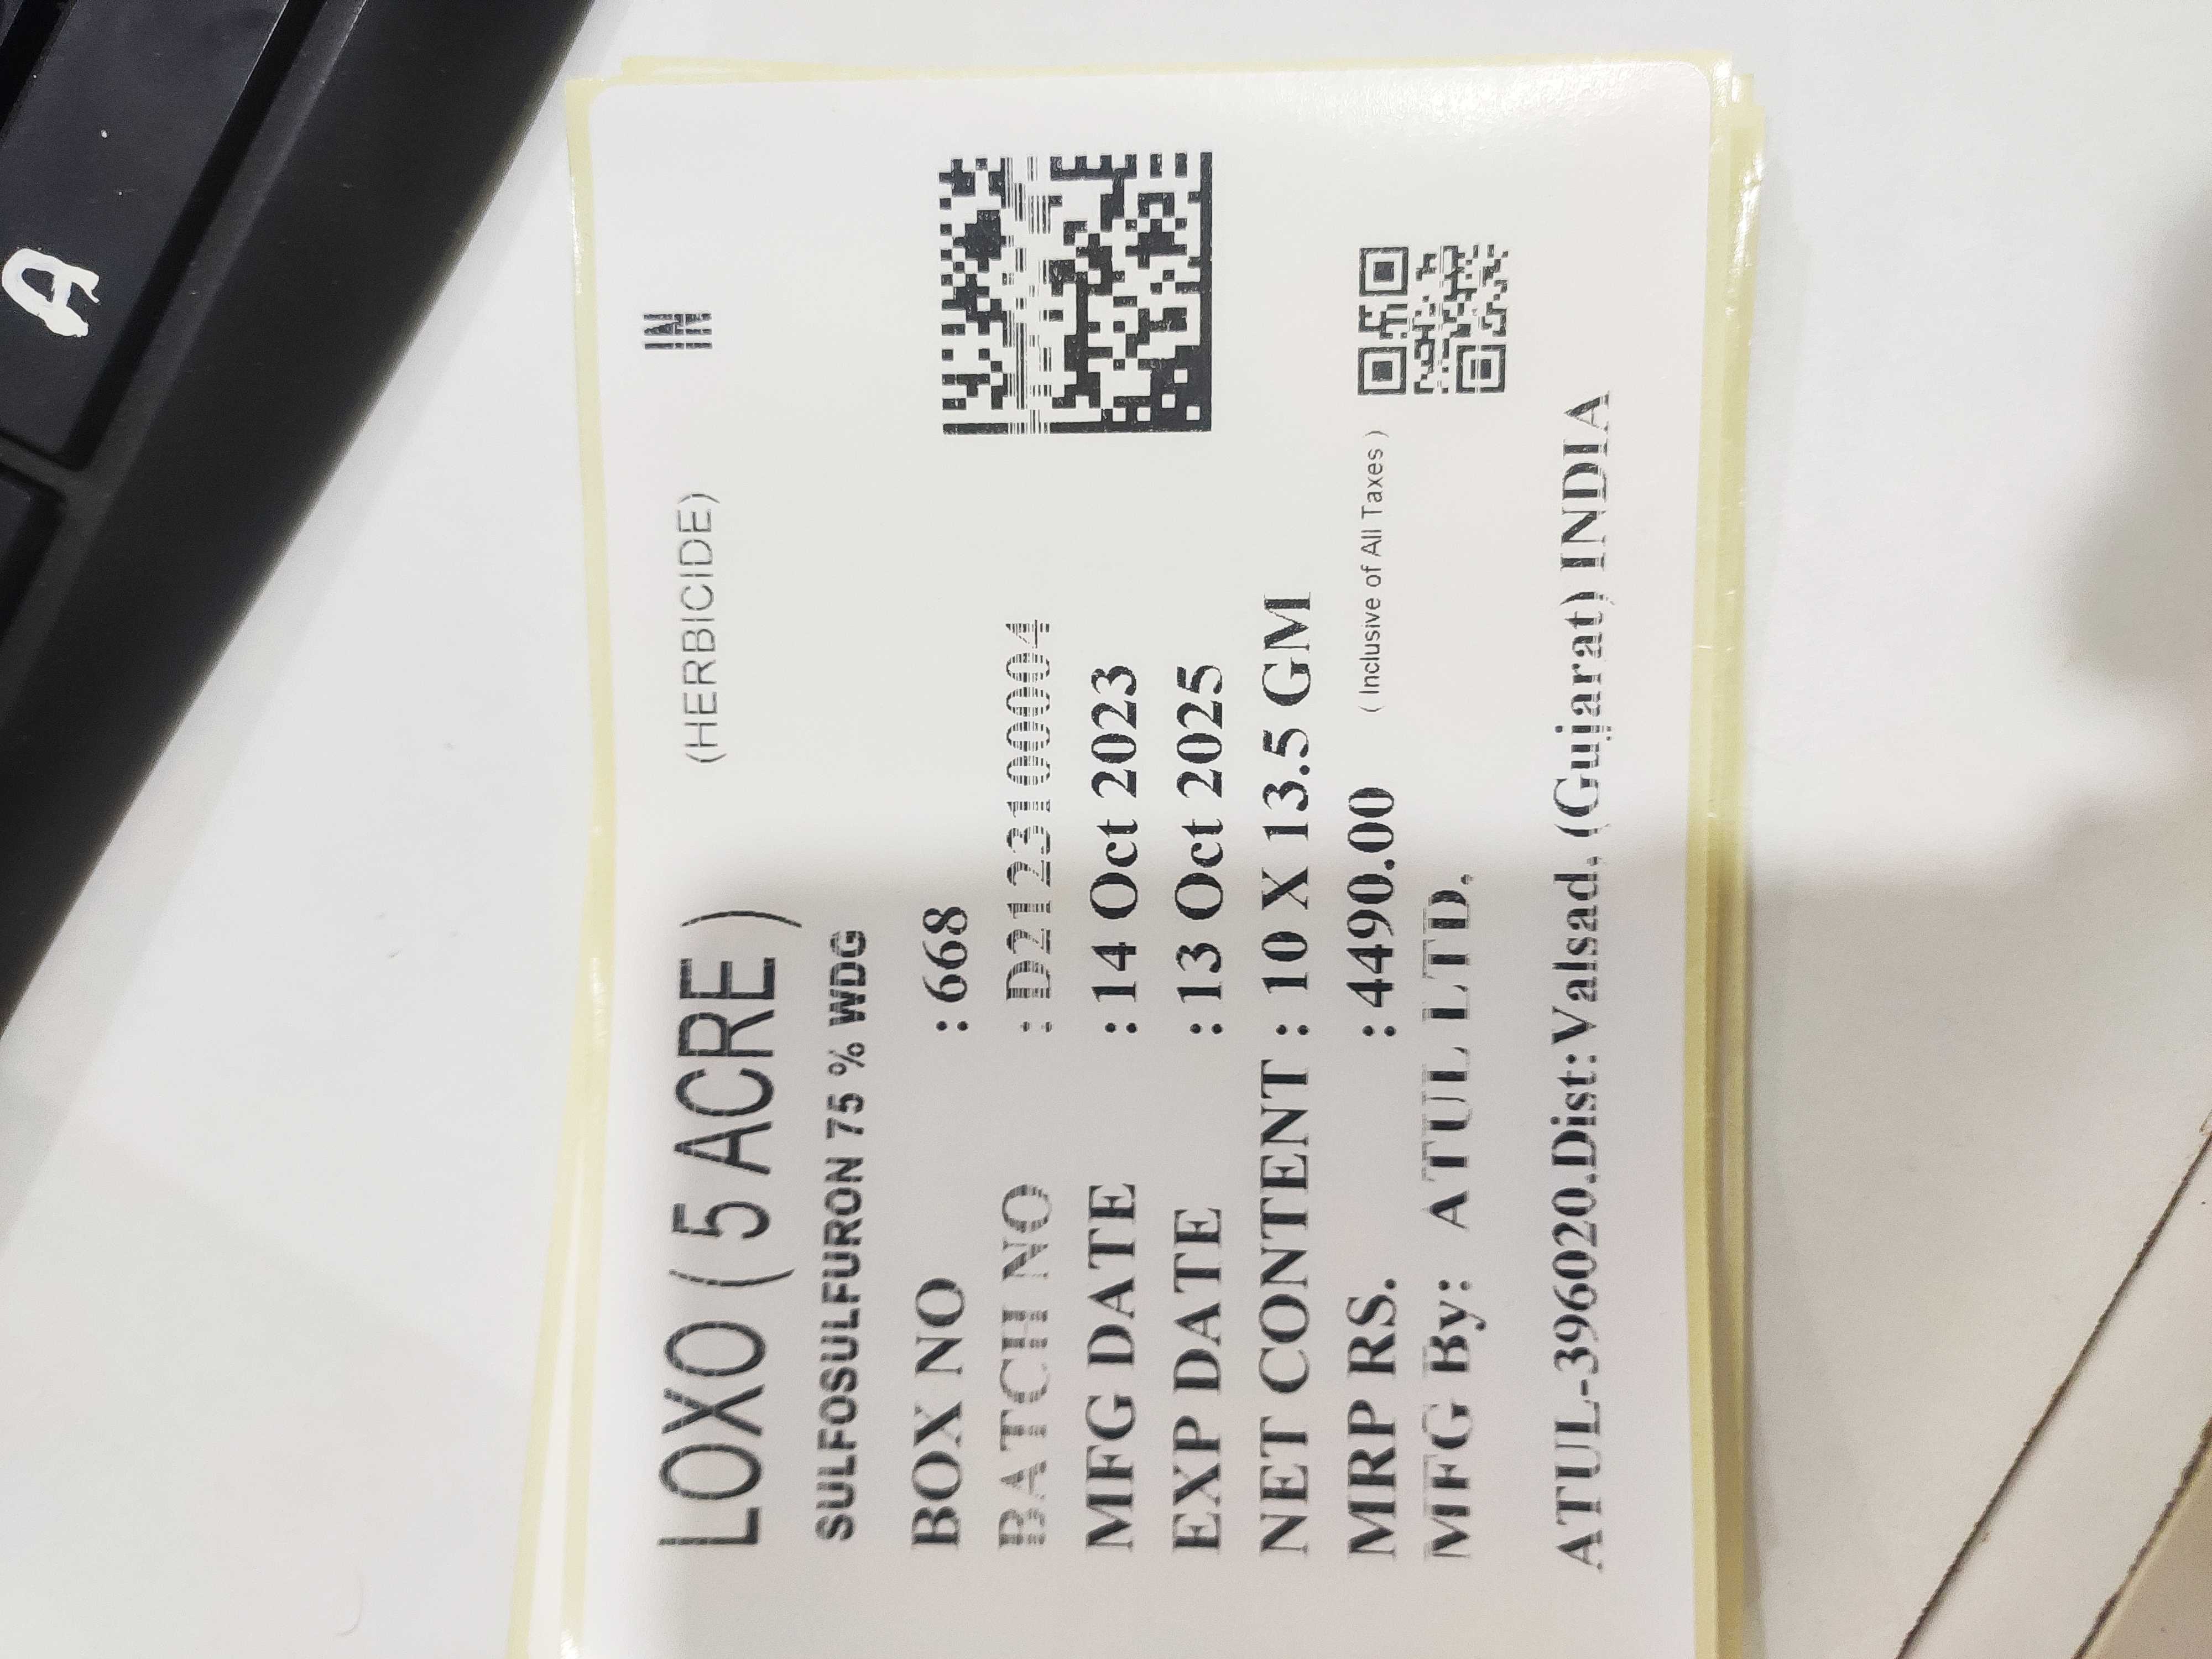 LOXO ( 5 ACRE ) (HERBICIDE) IN
SULFOSULFURON 75 % WDG
BOX NO : 668
BATCH NO : D2123100004
MFG DATE : 14 Oct 2023
EXP DATE : 13 Oct 2025
NET CONTENT : 10 X 13.5 GM
MRP RS. : 4490.00 ( Inclusive of All Taxes )
MFG By: ATUL LTD,
ATUL-396020,Dist:Valsad, (Gujarat) INDIA
A